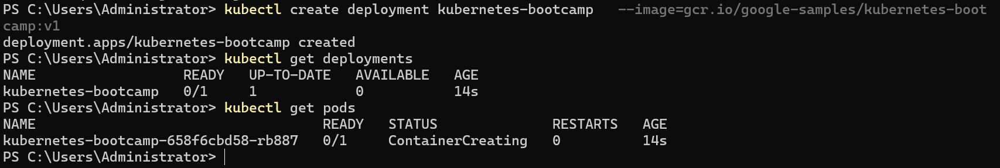 PS C:\Users\Administrator> kubectl create deployment kubernetes-bootcamp   --image=gcr.io/google-samples/kubernetes-boot
camp:v1
deployment.apps/kubernetes-bootcamp created
PS C:\Users\Administrator> kubectl get deployments
NAME                  READY   UP-TO-DATE   AVAILABLE   AGE
kubernetes-bootcamp   0/1     1            0           14s
PS C:\Users\Administrator> kubectl get pods
NAME                                   READY   STATUS              RESTARTS   AGE
kubernetes-bootcamp-658f6cbd58-rb887   0/1     ContainerCreating   0          14s
PS C:\Users\Administrator>